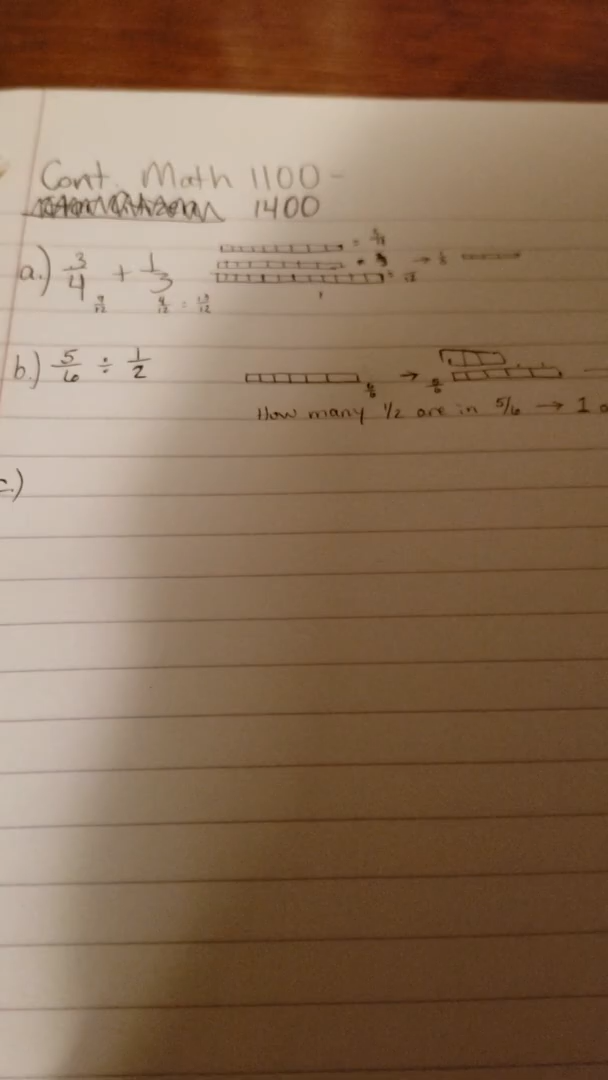 Cont. Math 1100 -
1400
a.) 3/4 + 1/3
9/12 4/12 = 13/12
b.) 5/6 ÷ 1/2
How many 1/2 are in 5/6 → 1
c.)